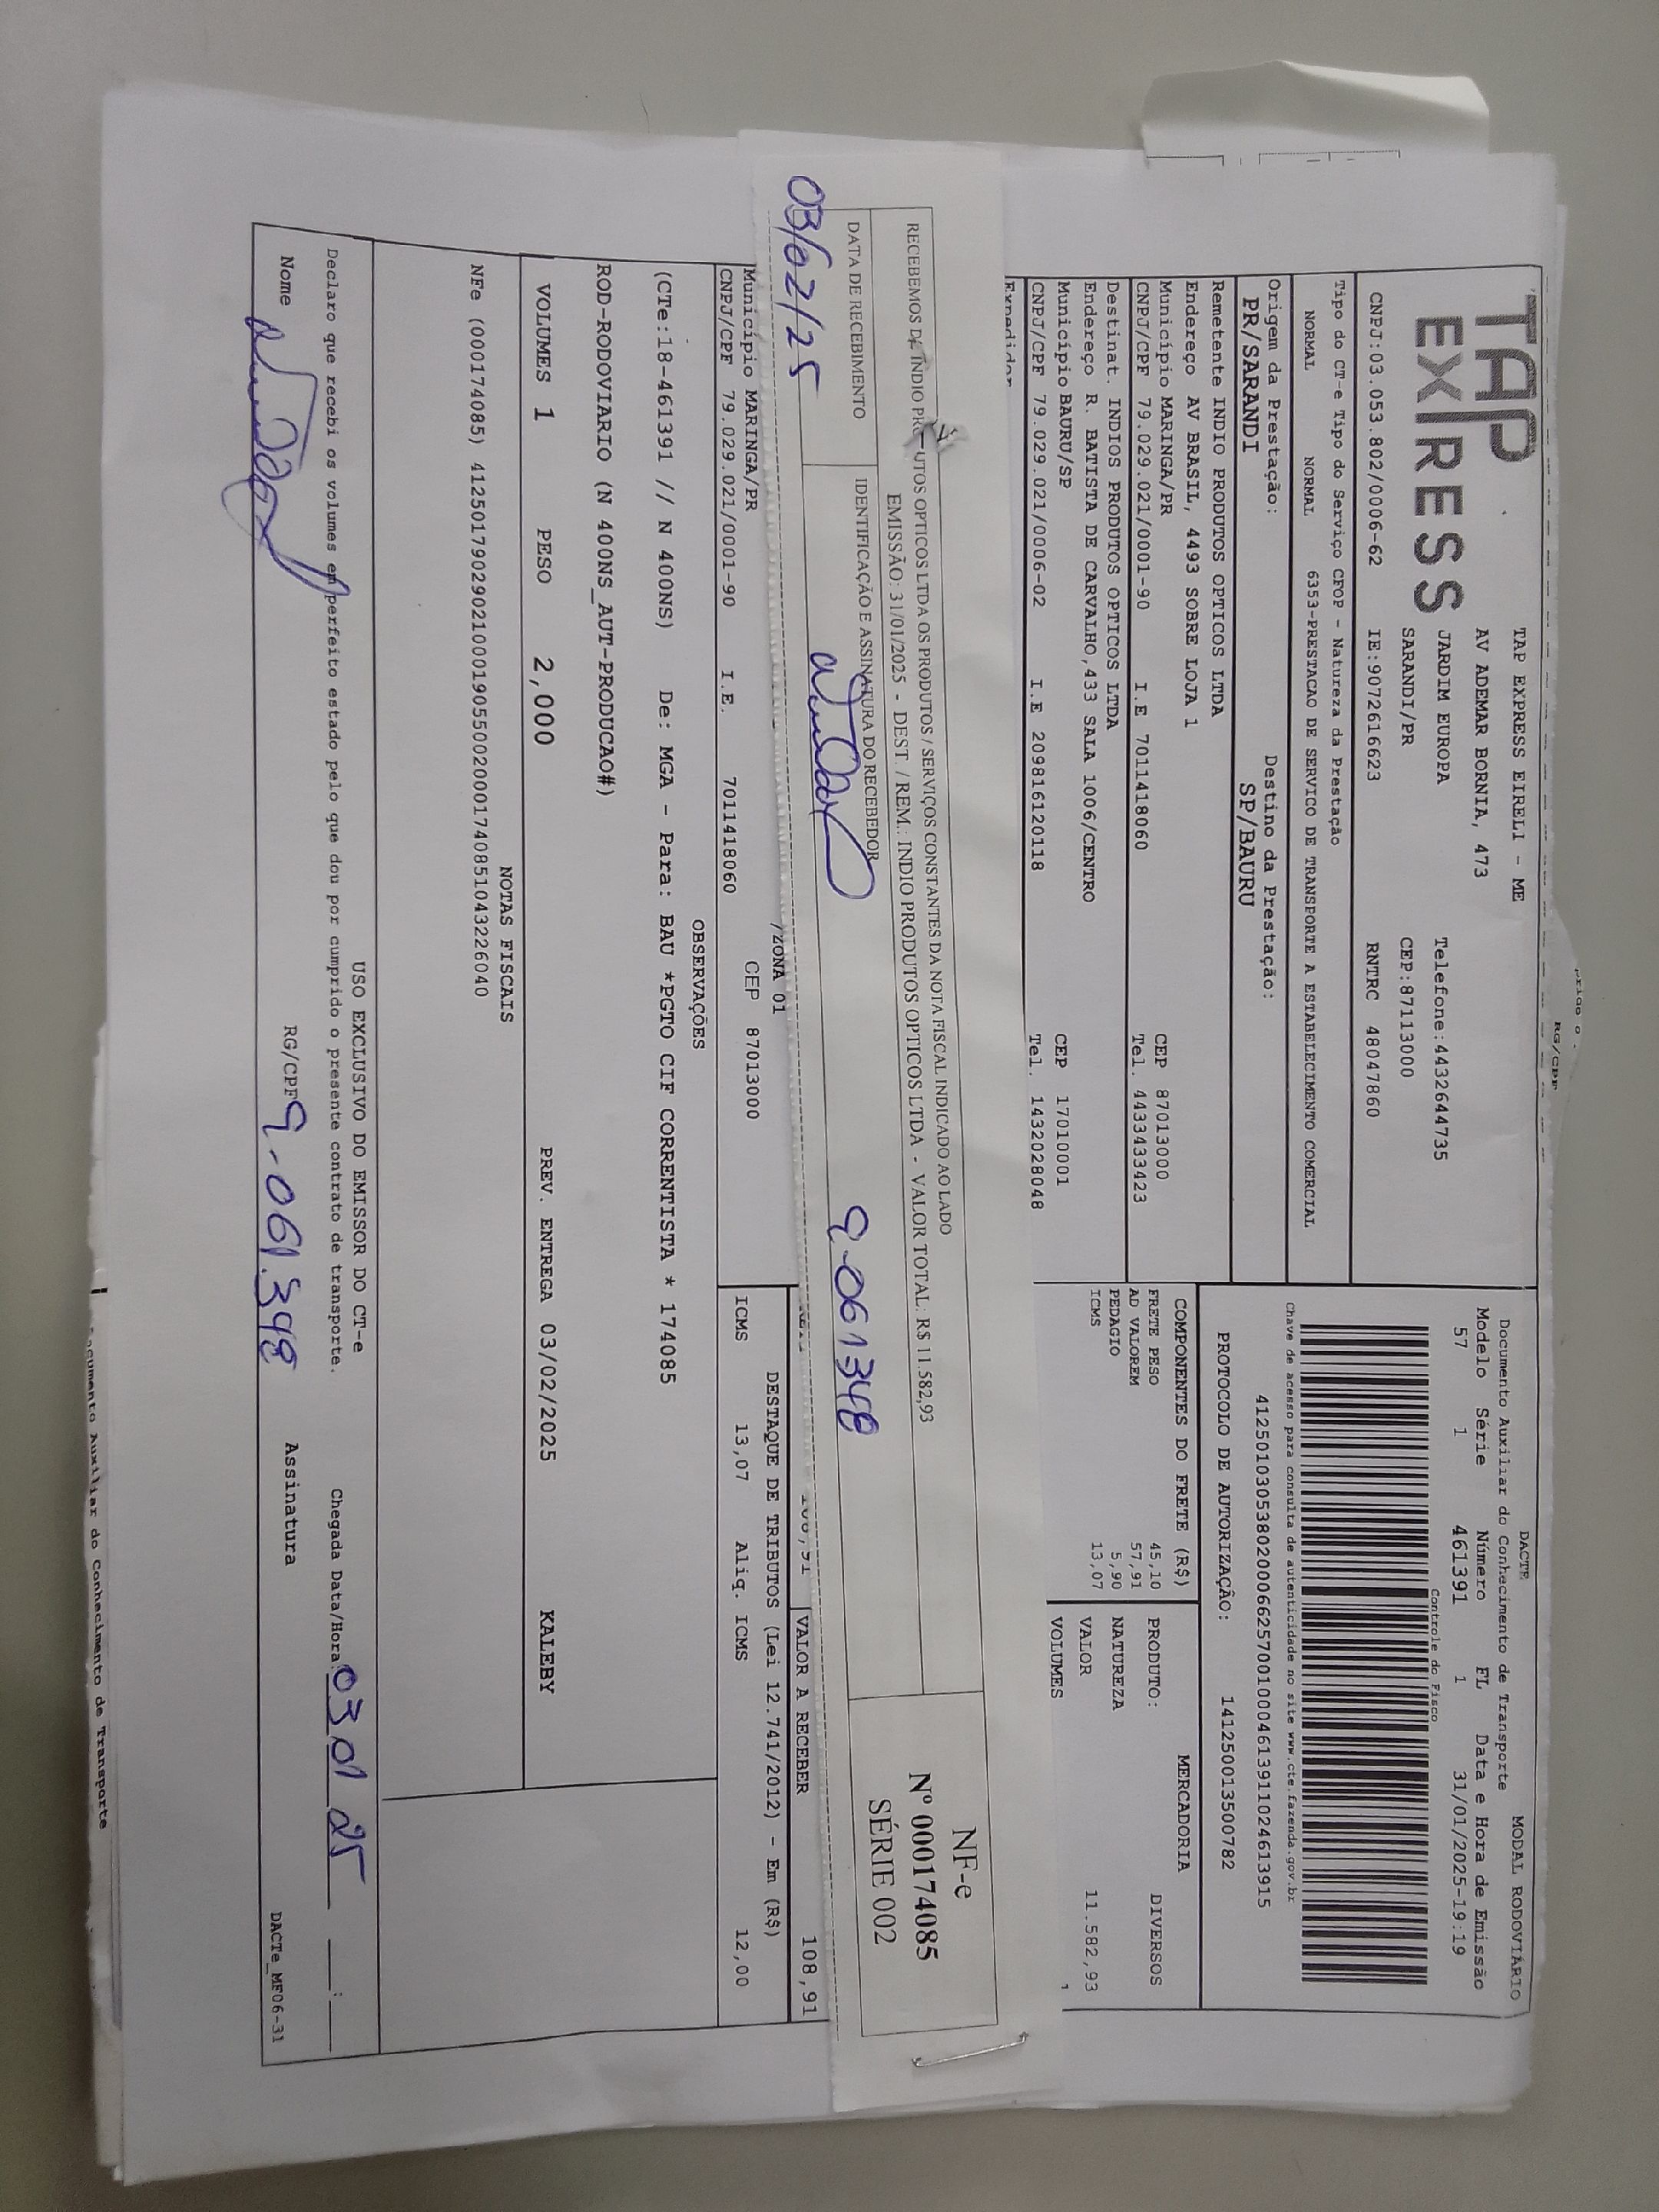 RG/CPF
TAP
EXPRESS
TAP EXPRESS EIRELI - ME
AV ADEMAR BORNIA, 473
JARDIM EUROPA Telefone:4432644735
SARANDI/PR CEP:87113000
CNPJ:03.053.802/0006-62 IE:9072616623 RNTRC 48047860
DACTE MODAL RODOVIÁRIO
Documento Auxiliar do Conhecimento de Transporte
Modelo Série Número FL Data e Hora de Emissão
57 1 461391 1 31/01/2025-19:19
Controle do Fisco
Tipo do CT-e Tipo do Serviço CFOP - Natureza da Prestação
NORMAL NORMAL 6353-PRESTACAO DE SERVICO DE TRANSPORTE A ESTABELECIMENTO COMERCIAL
Chave de acesso para consulta de autenticidade no site www.cte.fazenda.gov.br
41250103053802000662570010004613911024613915
Origem da Prestação: Destino da Prestação:
PR/SARANDI SP/BAURU
PROTOCOLO DE AUTORIZAÇÃO: 141250013500782
Remetente INDIO PRODUTOS OPTICOS LTDA
Endereço AV BRASIL, 4493 SOBRE LOJA 1
Município MARINGA/PR CEP 87013000
CNPJ/CPF 79.029.021/0001-90 I.E 7011418060 Tel. 443433423
Destinat. INDIOS PRODUTOS OPTICOS LTDA
Endereço R. BATISTA DE CARVALHO,433 SALA 1006/CENTRO
Município BAURU/SP CEP 17010001
CNPJ/CPF 79.029.021/0006-02 I.E 209816120118 Tel. 1432028048
Expedidor
COMPONENTES DO FRETE (R$)
FRETE PESO 45,10
AD VALOREM 57,91
PEDAGIO 5,90
ICMS 13,07
MERCADORIA
PRODUTO: DIVERSOS
NATUREZA
VALOR 11.582,93
VOLUMES 1
RECEBEMOS DE INDIO PRODUTOS OPTICOS LTDA OS PRODUTOS / SERVIÇOS CONSTANTES DA NOTA FISCAL INDICADO AO LADO
EMISSÃO: 31/01/2025 - DEST. / REM.: INDIO PRODUTOS OPTICOS LTDA - VALOR TOTAL: R$ 11.582,93
DATA DE RECEBIMENTO IDENTIFICAÇÃO E ASSINATURA DO RECEBEDOR
03/02/25 9.061348
NF-e
Nº 000174085
SÉRIE 002
/ZONA 01
Município MARINGA/PR CEP 87013000
CNPJ/CPF 79.029.021/0001-90 I.E. 7011418060
108,91 VALOR A RECEBER 108,91
DESTAQUE DE TRIBUTOS (Lei 12.741/2012) - Em (R$)
ICMS 13,07 Aliq. ICMS 12,00
OBSERVAÇÕES
(CTe:18-461391 // N 400NS) De: MGA - Para: BAU *PGTO CIF CORRENTISTA * 174085
ROD-RODOVIARIO (N 400NS_AUT-PRODUCAO#)
VOLUMES 1 PESO 2,000 PREV. ENTREGA 03/02/2025 KALEBY
NOTAS FISCAIS
NFe (000174085) 41250179029021000190550020001740851043226040
USO EXCLUSIVO DO EMISSOR DO CT-e
Declaro que recebi os volumes em perfeito estado pelo que dou por cumprido o presente contrato de transporte. Chegada Data/Hora: 03 01 25 :
Nome RG/CPF 9.061.348 Assinatura
DACTe_MF06-31
Documento Auxiliar do Conhecimento de Transporte